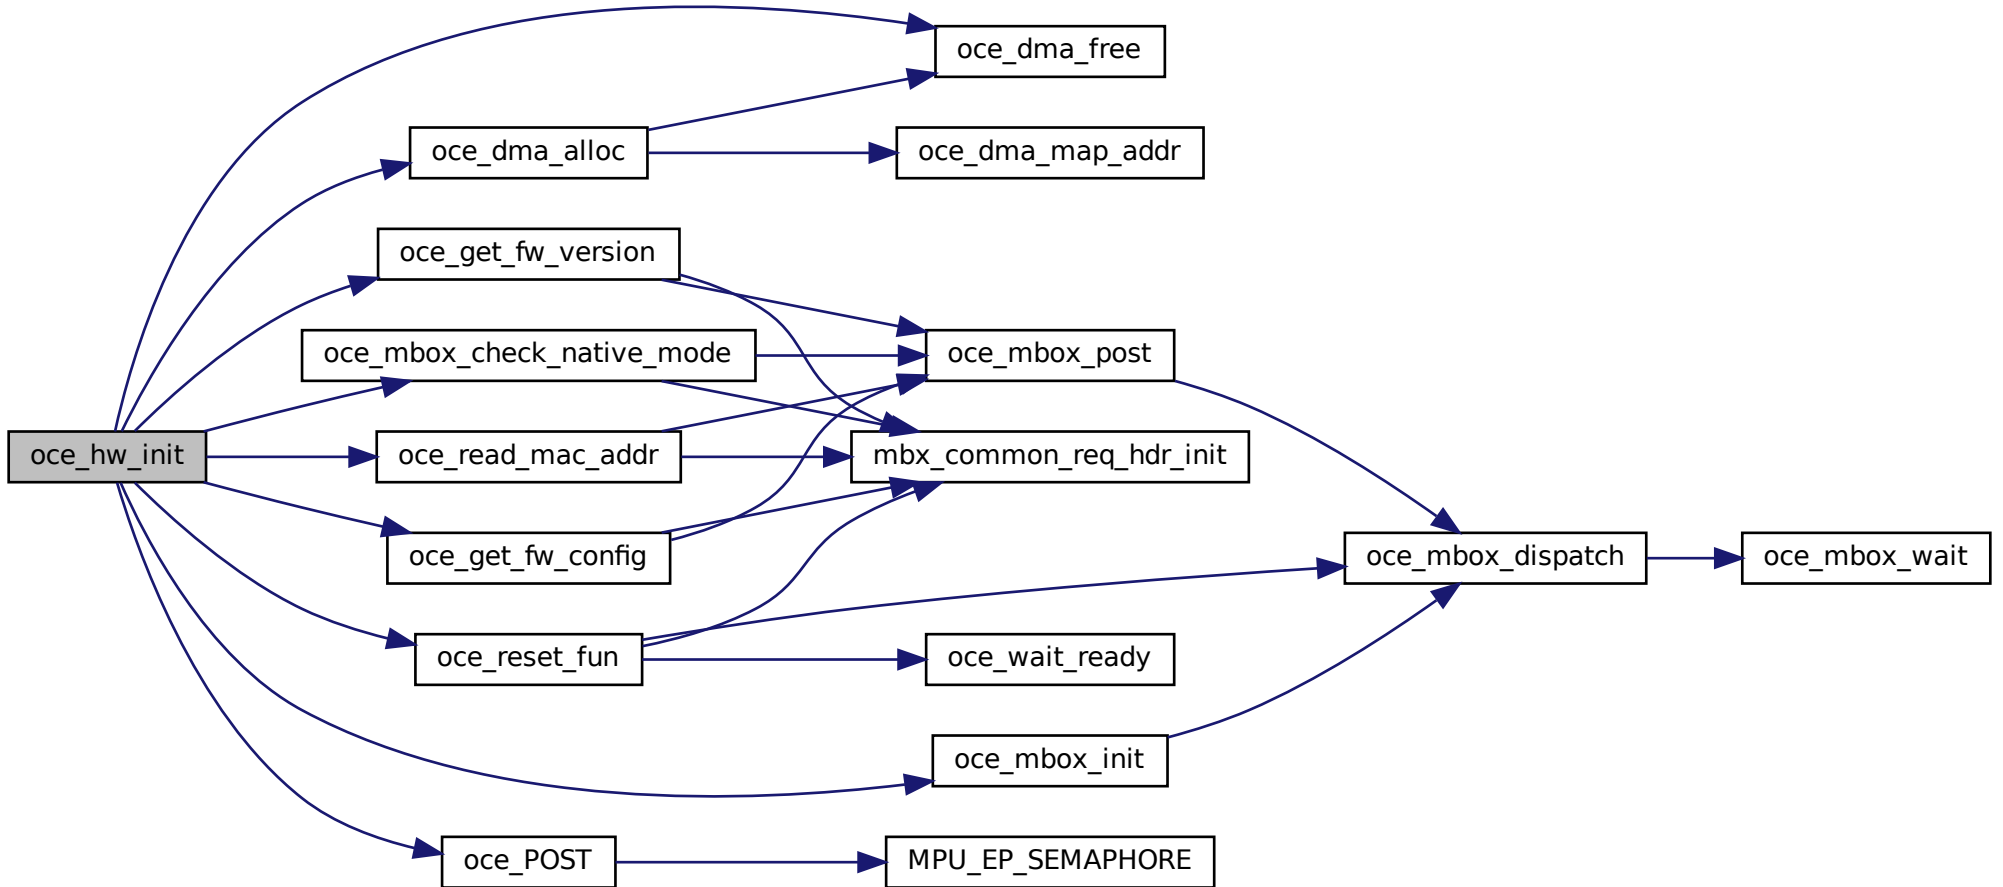 oce_dma_free
oce_dma_alloc
oce_dma_map_addr
oce_get_fw_version
oce_mbox_check_native_mode
oce_mbox_post
oce_hw_init
oce_read_mac_addr
mbx_common_req_hdr_init
oce_get_fw_config
oce_mbox_dispatch
oce_mbox_wait
oce_reset_fun
oce_wait_ready
oce_mbox_init
oce_POST
MPU_EP_SEMAPHORE